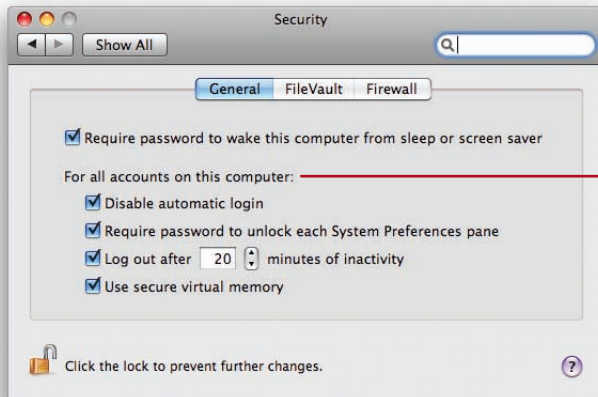 Security
Show All
General FileVault Firewall
Require password to wake this computer from sleep or screen saver
For all accounts on this computer:
Disable automatic login
Require password to unlock each System Preferences pane
Log out after 20 minutes of inactivity
Use secure virtual memory
Click the lock to prevent further changes.
?